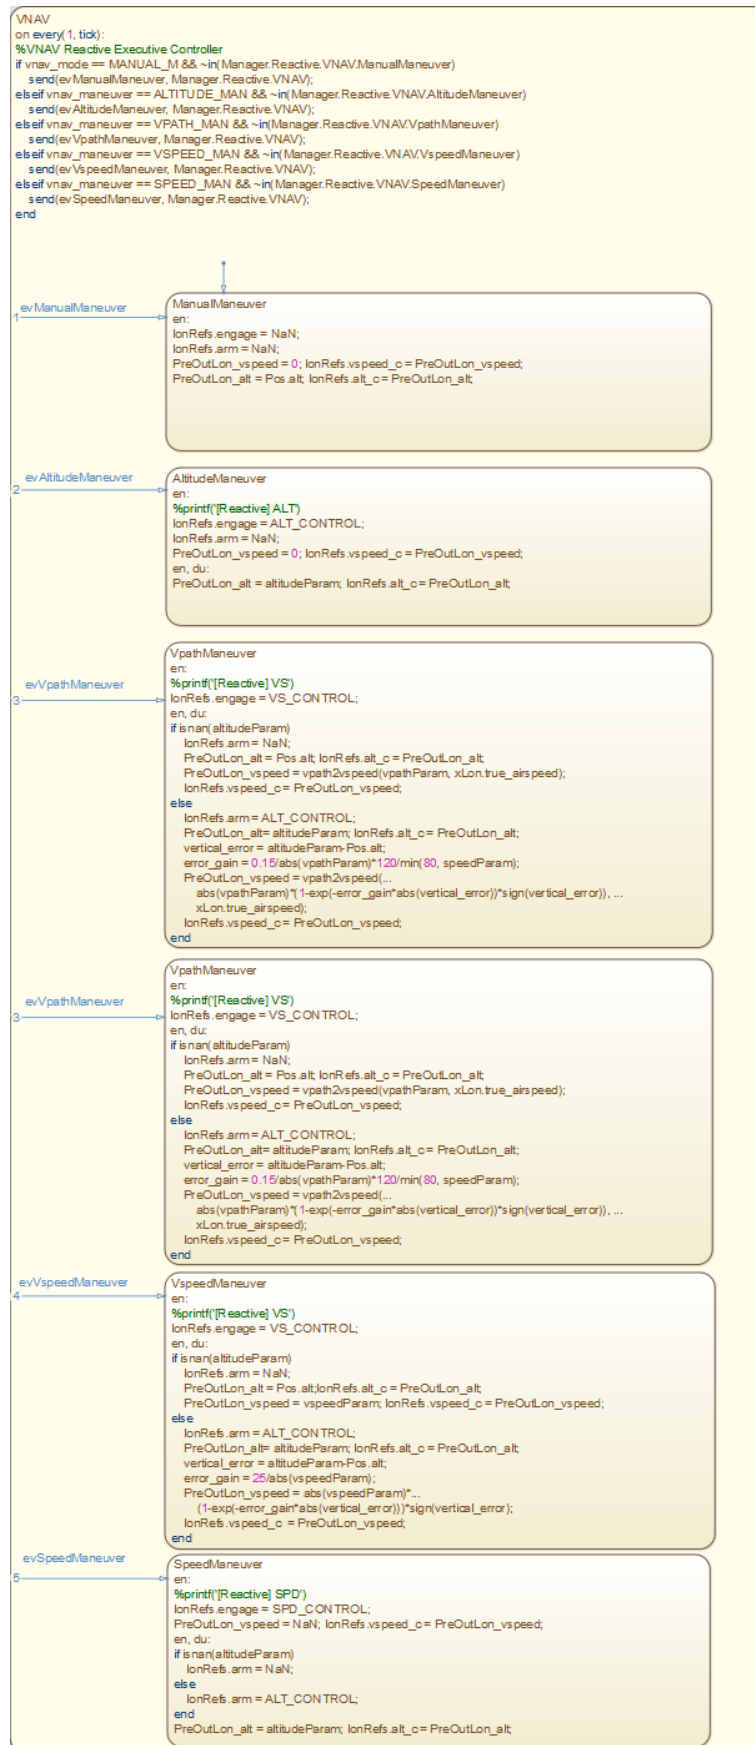 VNAV
on every(1, tick):
%VNAV Reactive Executive Controller
if vnav_mode == MANUAL_M && ~in(Manager.Reactive.VNAV.ManualManeuver)
send(evManualManeuver, Manager.Reactive.VNAV);
elseif vnav_maneuver == ALTITUDE_MAN && ~in(Manager.Reactive.VNAV.AltitudeManeuver)
send(evAltitudeManeuver, Manager.Reactive.VNAV);
elseif vnav_maneuver == VPATH_MAN && ~in(Manager.Reactive.VNAV.VpathManeuver)
send(evVpathManeuver, Manager.Reactive.VNAV);
elseif vnav_maneuver == VSPEED_MAN && ~in(Manager.Reactive.VNAV.VspeedManeuver)
send(evVspeedManeuver, Manager.Reactive.VNAV);
elseif vnav_maneuver == SPEED_MAN && ~in(Manager.Reactive.VNAV.SpeedManeuver)
send(evSpeedManeuver, Manager.Reactive.VNAV);
end
evManualManeuver
1
ManualManeuver
en:
lonRefs.engage = NaN;
lonRefs.arm = NaN;
PreOutLon_vspeed = 0; lonRefs.vspeed_c = PreOutLon_vspeed;
PreOutLon_alt = Pos.alt; lonRefs.alt_c = PreOutLon_alt;
evAltitudeManeuver
2
AltitudeManeuver
en:
%printf('[Reactive] ALT')
lonRefs.engage = ALT_CONTROL;
lonRefs.arm = NaN;
PreOutLon_vspeed = 0; lonRefs.vspeed_c = PreOutLon_vspeed;
en, du:
PreOutLon_alt = altitudeParam; lonRefs.alt_c = PreOutLon_alt;
evVpathManeuver
3
VpathManeuver
en:
%printf('[Reactive] VS')
lonRefs.engage = VS_CONTROL;
en, du:
if isnan(altitudeParam)
lonRefs.arm = NaN;
PreOutLon_alt = Pos.alt; lonRefs.alt_c = PreOutLon_alt;
PreOutLon_vspeed = vpath2vspeed(vpathParam, xLon.true_airspeed);
lonRefs.vspeed_c = PreOutLon_vspeed;
else
lonRefs.arm = ALT_CONTROL;
PreOutLon_alt= altitudeParam; lonRefs.alt_c = PreOutLon_alt;
vertical_error = altitudeParam-Pos.alt;
error_gain = 0.15/abs(vpathParam)*120/min(80, speedParam);
PreOutLon_vspeed = vpath2vspeed(...
abs(vpathParam)*(1-exp(-error_gain*abs(vertical_error))*sign(vertical_error)), ...
xLon.true_airspeed);
lonRefs.vspeed_c = PreOutLon_vspeed;
end
evVpathManeuver
3
VpathManeuver
en:
%printf('[Reactive] VS')
lonRefs.engage = VS_CONTROL;
en, du:
if isnan(altitudeParam)
lonRefs.arm = NaN;
PreOutLon_alt = Pos.alt; lonRefs.alt_c = PreOutLon_alt;
PreOutLon_vspeed = vpath2vspeed(vpathParam, xLon.true_airspeed);
lonRefs.vspeed_c = PreOutLon_vspeed;
else
lonRefs.arm = ALT_CONTROL;
PreOutLon_alt= altitudeParam; lonRefs.alt_c = PreOutLon_alt;
vertical_error = altitudeParam-Pos.alt;
error_gain = 0.15/abs(vpathParam)*120/min(80, speedParam);
PreOutLon_vspeed = vpath2vspeed(...
abs(vpathParam)*(1-exp(-error_gain*abs(vertical_error))*sign(vertical_error)), ...
xLon.true_airspeed);
lonRefs.vspeed_c = PreOutLon_vspeed;
end
evVspeedManeuver
4
VspeedManeuver
en:
%printf('[Reactive] VS')
lonRefs.engage = VS_CONTROL;
en, du:
if isnan(altitudeParam)
lonRefs.arm = NaN;
PreOutLon_alt = Pos.alt;lonRefs.alt_c = PreOutLon_alt;
PreOutLon_vspeed = vspeedParam; lonRefs.vspeed_c = PreOutLon_vspeed;
else
lonRefs.arm = ALT_CONTROL;
PreOutLon_alt= altitudeParam; lonRefs.alt_c = PreOutLon_alt;
vertical_error = altitudeParam-Pos.alt;
error_gain = 25/abs(vspeedParam);
PreOutLon_vspeed = abs(vspeedParam)*...
(1-exp(-error_gain*abs(vertical_error)))*sign(vertical_error);
lonRefs.vspeed_c = PreOutLon_vspeed;
end
evSpeedManeuver
5
SpeedManeuver
en:
%printf('[Reactive] SPD')
lonRefs.engage = SPD_CONTROL;
PreOutLon_vspeed = NaN; lonRefs.vspeed_c = PreOutLon_vspeed;
en, du:
if isnan(altitudeParam)
lonRefs.arm = NaN;
else
lonRefs.arm = ALT_CONTROL;
end
PreOutLon_alt = altitudeParam; lonRefs.alt_c = PreOutLon_alt;